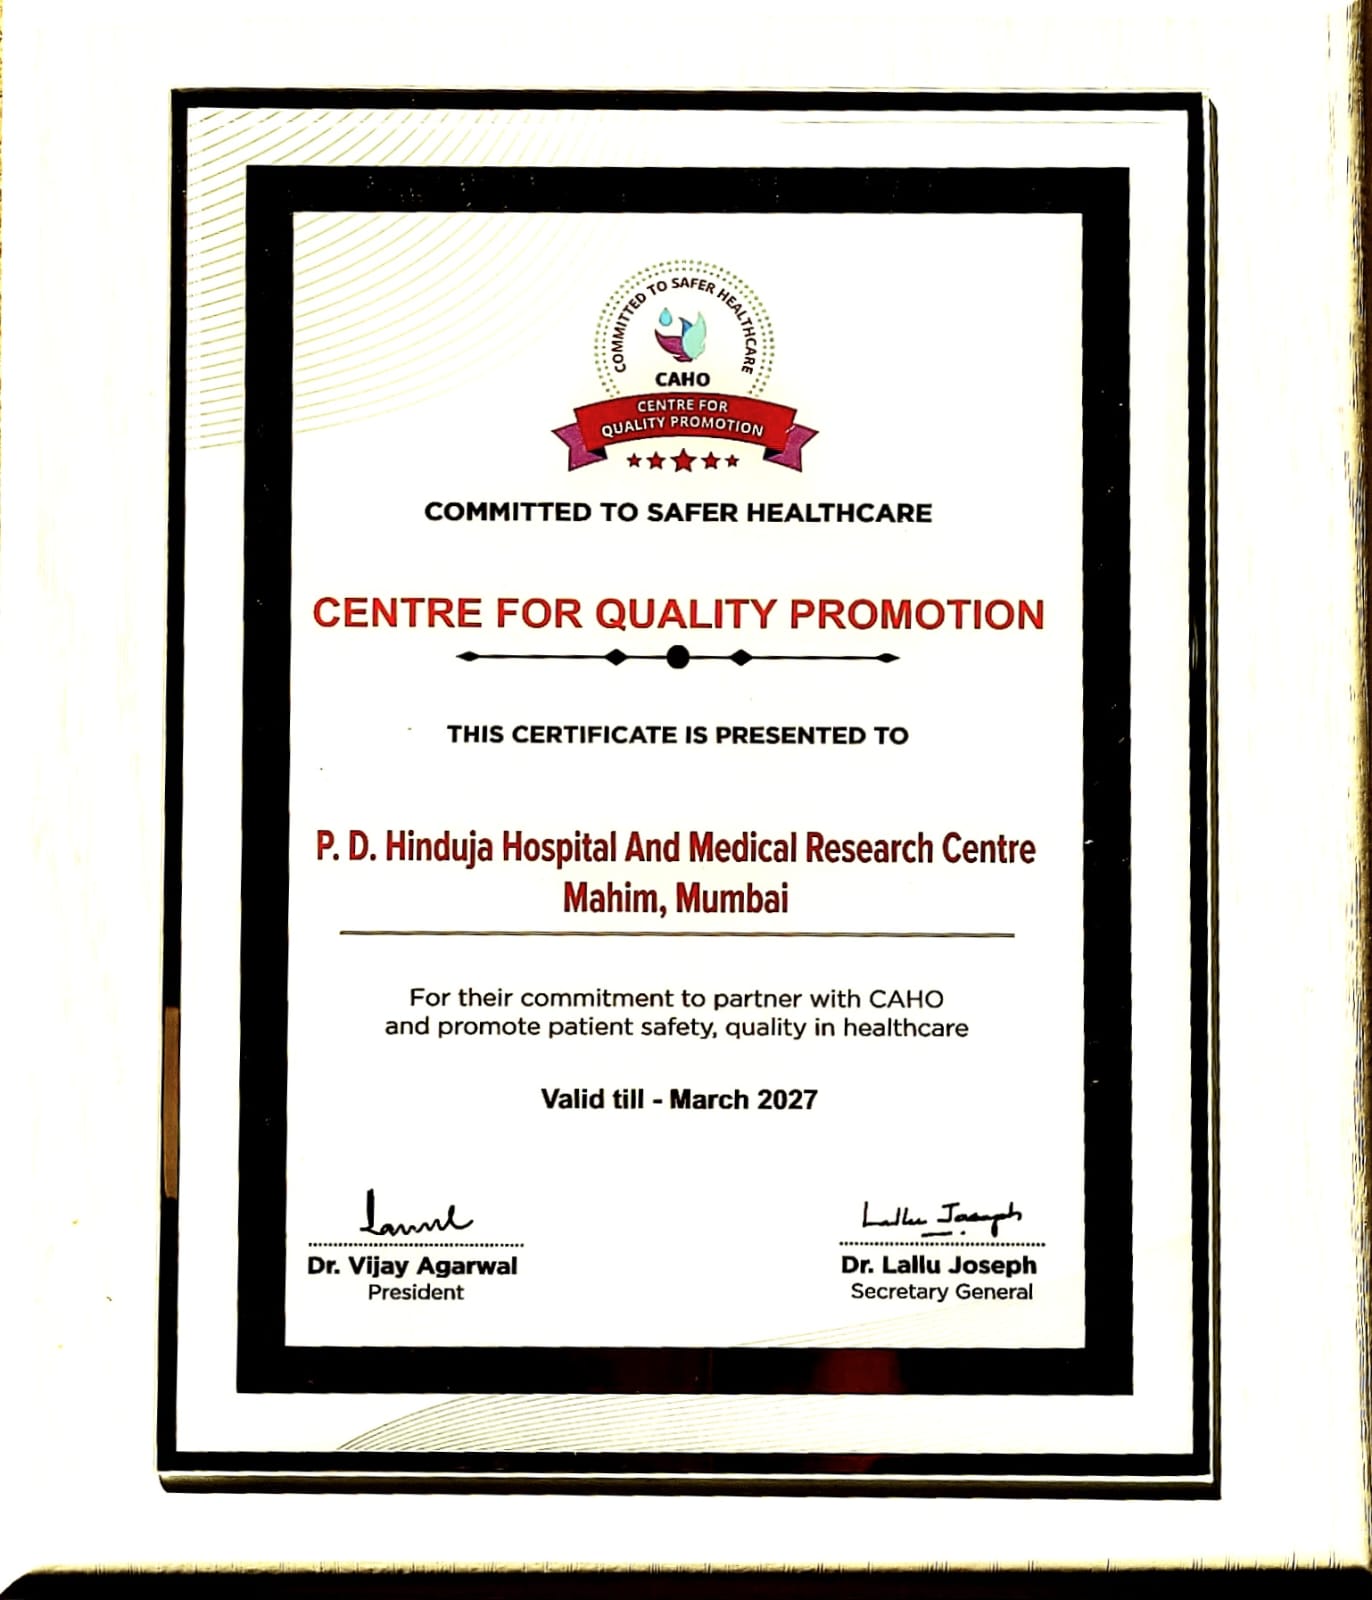 COMMITTED TO SAFER HEALTHCARE
CAHO
CENTRE FOR
QUALITY PROMOTION
COMMITTED TO SAFER HEALTHCARE
CENTRE FOR QUALITY PROMOTION
THIS CERTIFICATE IS PRESENTED TO
P. D. Hinduja Hospital And Medical Research Centre
Mahim, Mumbai
For their commitment to partner with CAHO
and promote patient safety, quality in healthcare
Valid till - March 2027
Lallu Joseph
Dr. Vijay Agarwal
President
Dr. Lallu Joseph
Secretary General